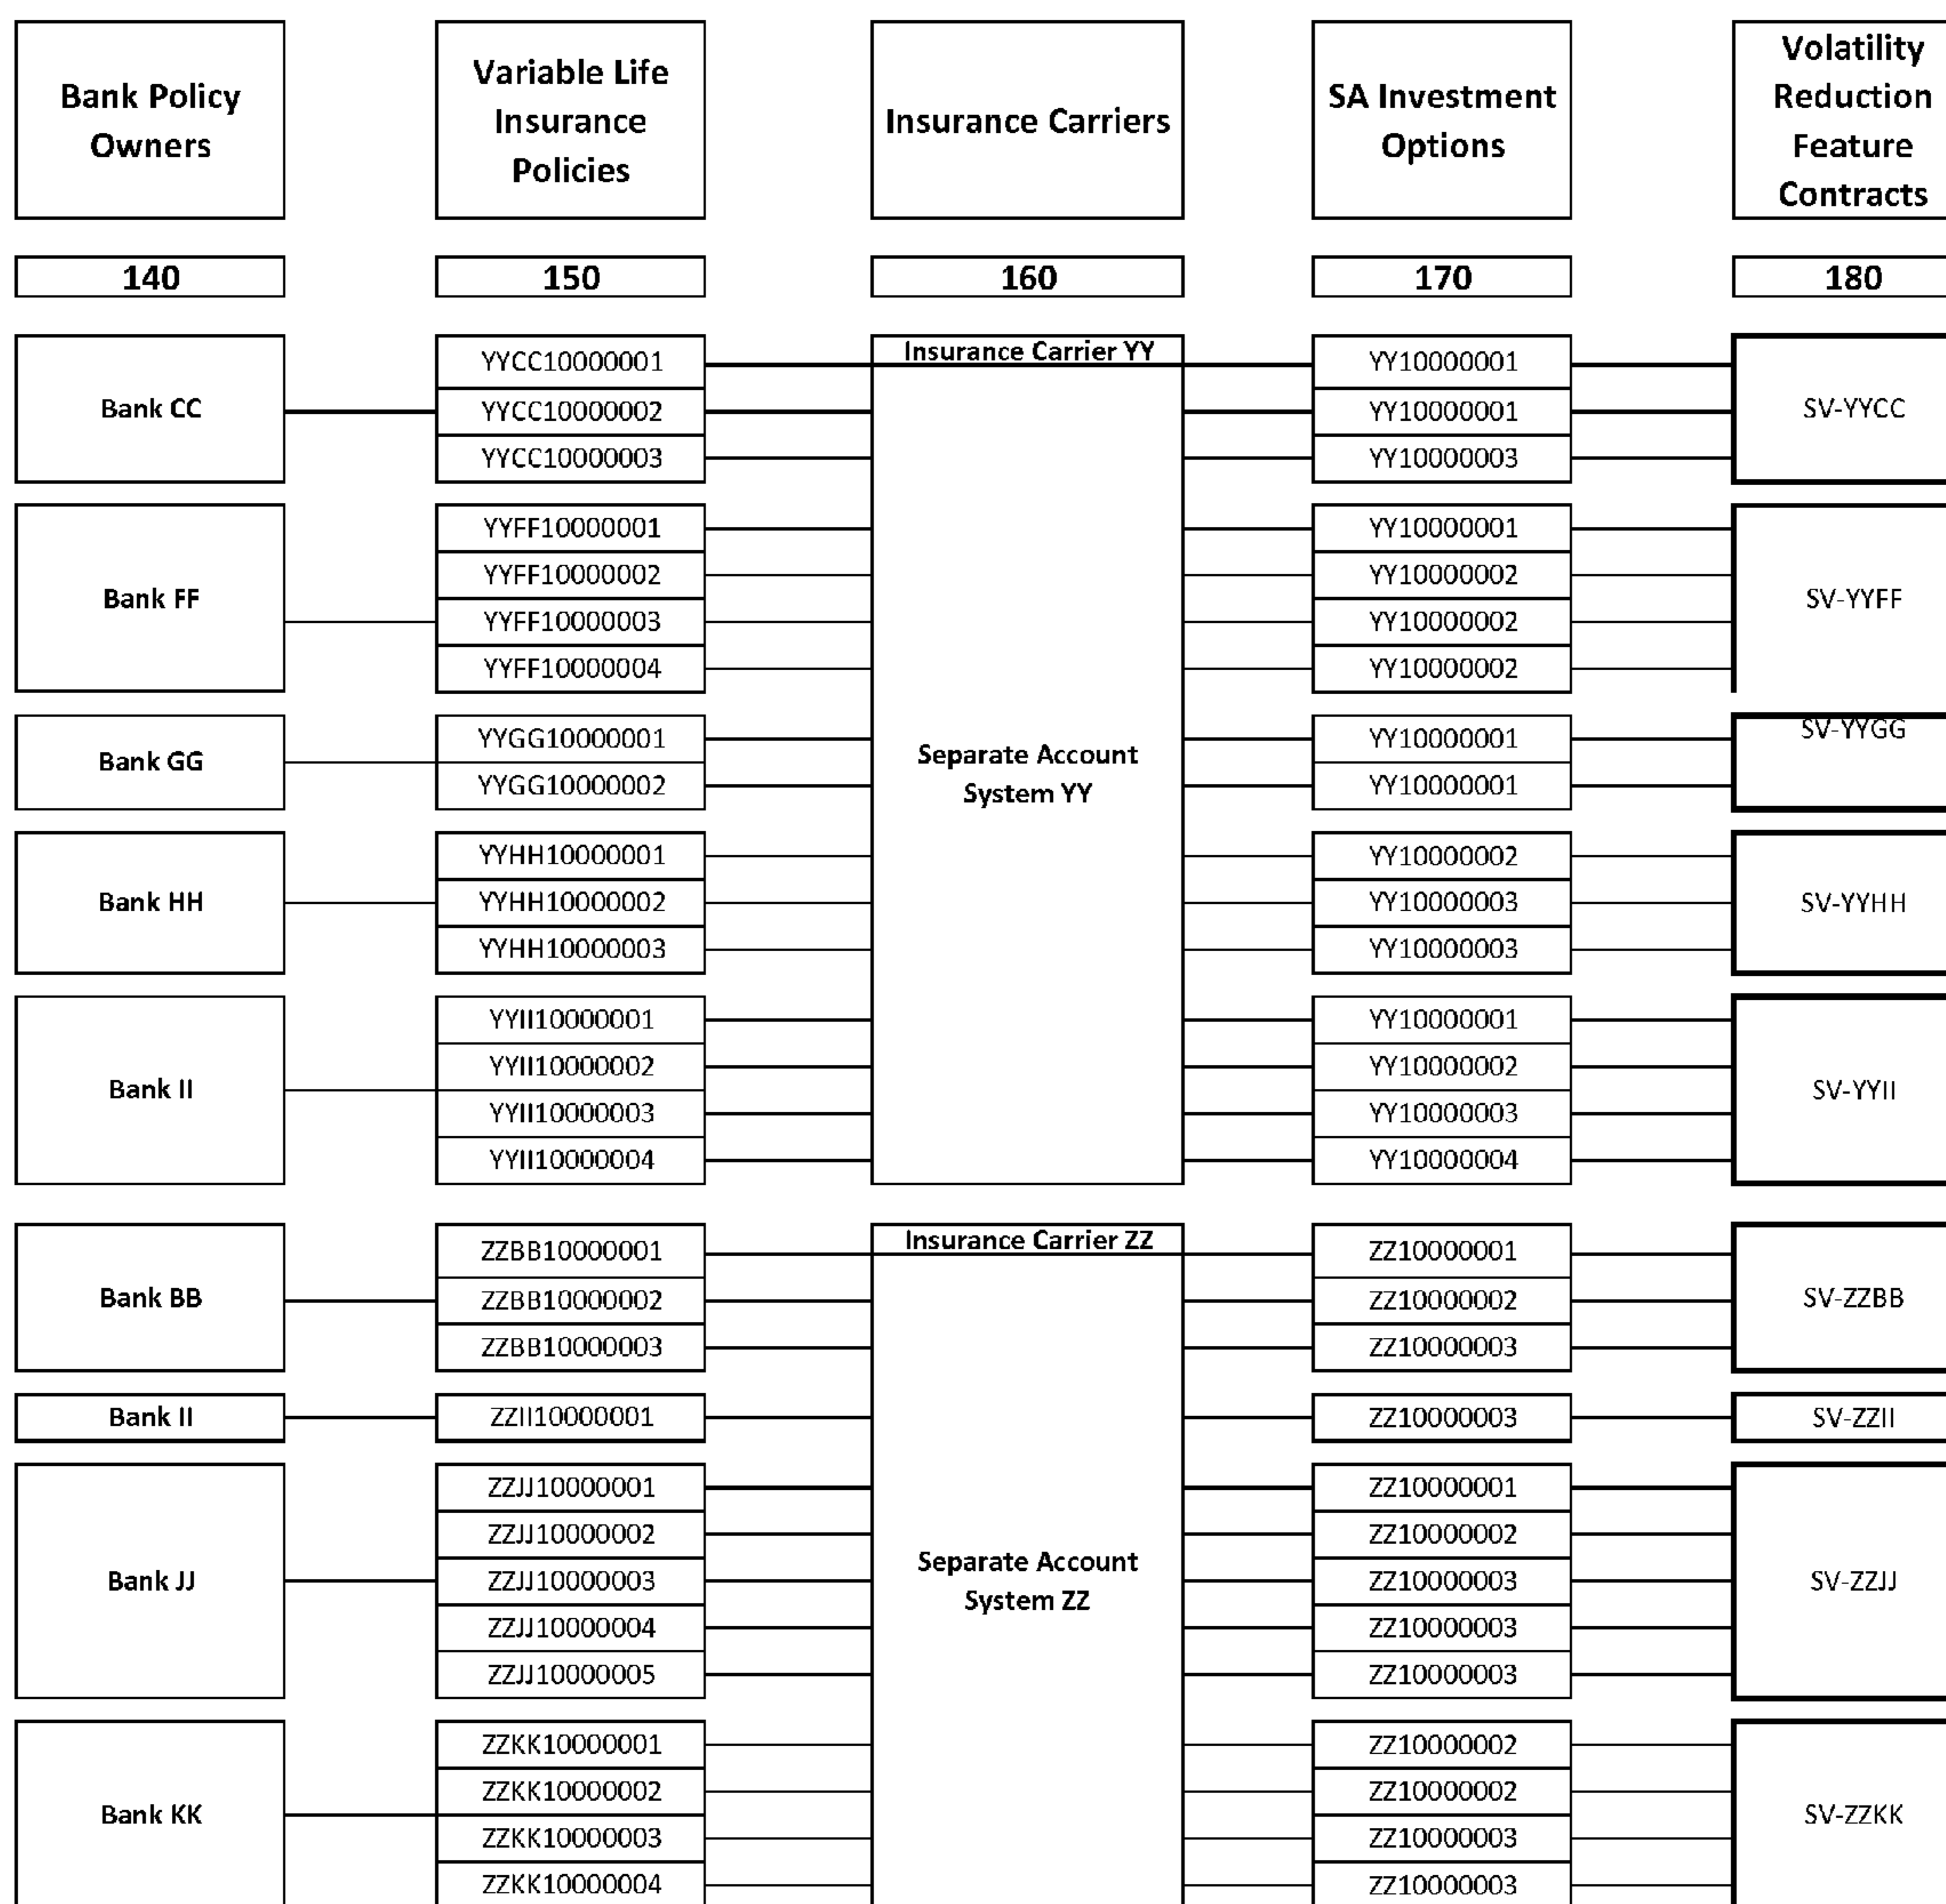 Bank Policy
Owners
Variable Life
Insurance
Policies
Insurance Carriers
SA Investment
Options
Volatility
Reduction
Feature
Contracts
140
150
160
170
180
Bank CC
YYCC10000001
YYCC10000002
YYCC10000003
Insurance Carrier YY
YY10000001
YY10000001
YY10000003
SV-YYCC
Bank FF
YYFF10000001
YYFF10000002
YYFF10000003
YYFF10000004
YY10000001
YY10000002
YY10000002
YY10000002
SV-YYFF
Bank GG
YYGG10000001
YYGG10000002
Separate Account
System YY
YY10000001
YY10000001
SV-YYGG
Bank HH
YYHH10000001
YYHH10000002
YYHH10000003
YY10000002
YY10000003
YY10000003
SV-YYHH
Bank II
YYII10000001
YYII10000002
YYII10000003
YYII10000004
YY10000001
YY10000002
YY10000003
YY10000004
SV-YYII
Bank BB
ZZBB10000001
ZZBB10000002
ZZBB10000003
Insurance Carrier ZZ
ZZ10000001
ZZ10000002
ZZ10000003
SV-ZZBB
Bank II
ZZII10000001
ZZ10000003
SV-ZZII
Bank JJ
ZZJJ10000001
ZZJJ10000002
ZZJJ10000003
ZZJJ10000004
ZZJJ10000005
Separate Account
System ZZ
ZZ10000001
ZZ10000002
ZZ10000003
ZZ10000003
ZZ10000003
SV-ZZJJ
Bank KK
ZZKK10000001
ZZKK10000002
ZZKK10000003
ZZKK10000004
ZZ10000002
ZZ10000002
ZZ10000003
ZZ10000003
SV-ZZKK